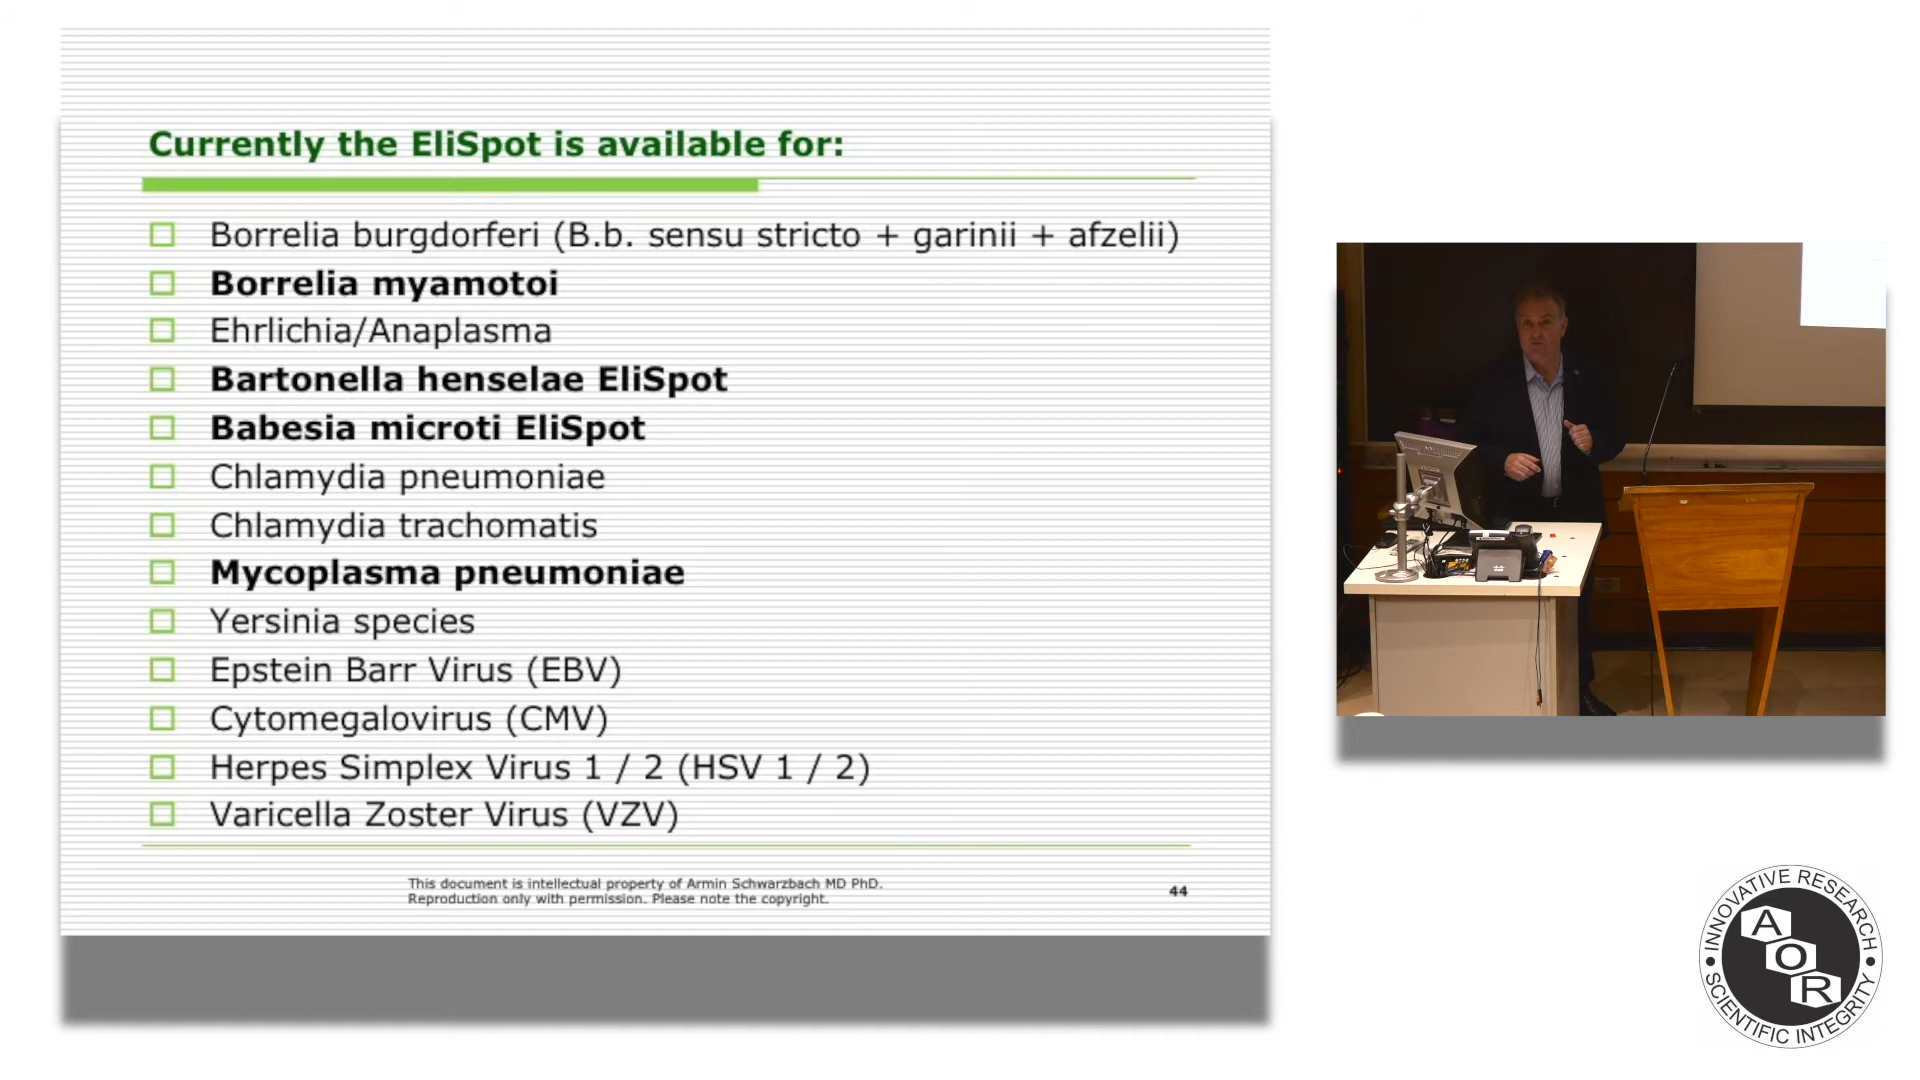 Currently the EliSpot is available for:
Borrelia burgdorferi (B.b. sensu stricto + garinii + afzelii)
Borrelia myamotoi
Ehrlichia/Anaplasma
Bartonella henselae EliSpot
Babesia microti EliSpot
Chlamydia pneumoniae
Chlamydia trachomatis
Mycoplasma pneumoniae
Yersinia species
Epstein Barr Virus (EBV)
Cytomegalovirus (CMV)
Herpes Simplex Virus 1 / 2 (HSV 1 / 2)
Varicella Zoster Virus (VZV)
This document is intellectual property of Armin Schwarzbach MD PhD.
Reproduction only with permission. Please note the copyright.
44
INNOVATIVE RESEARCH
AOR
SCIENTIFIC INTEGRITY